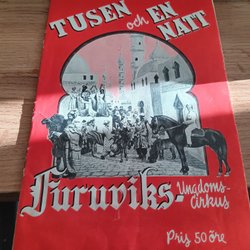 TUSEN
och EN
NATT
Furuviks-
Ungdoms-
Cirkus
Pris 50 öre